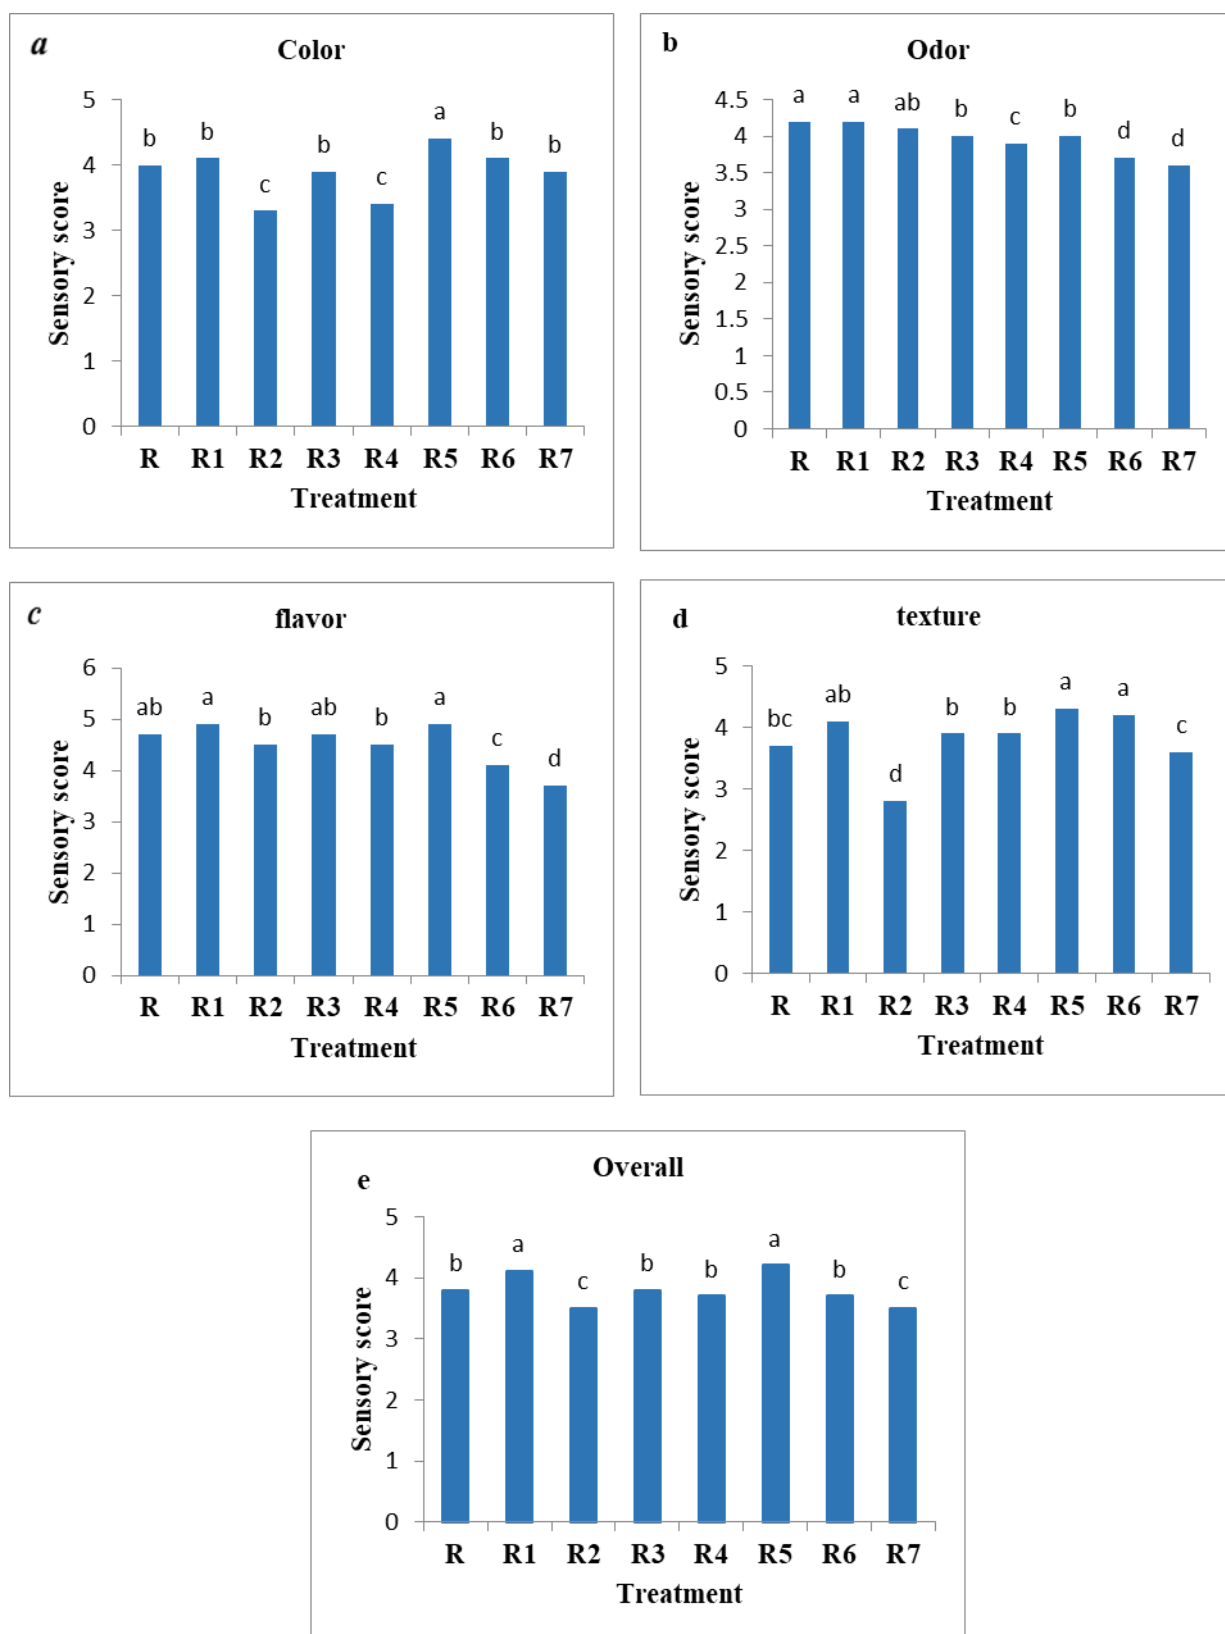 a
Color
5
4
3
2
1
0
b b c b c a b b
Sensory score
R R1 R2 R3 R4 R5 R6 R7
Treatment
b
Odor
4.5
4
3.5
3
2.5
2
1.5
1
0.5
0
a a ab b c b d d
Sensory score
R R1 R2 R3 R4 R5 R6 R7
Treatment
c
flavor
6
5
4
3
2
1
0
ab a b ab b a c d
Sensory score
R R1 R2 R3 R4 R5 R6 R7
Treatment
d
texture
5
4
3
2
1
0
bc ab d b b a a c
Sensory score
R R1 R2 R3 R4 R5 R6 R7
Treatment
e
Overall
5
4
3
2
1
0
b a c b b a b c
Sensory score
R R1 R2 R3 R4 R5 R6 R7
Treatment